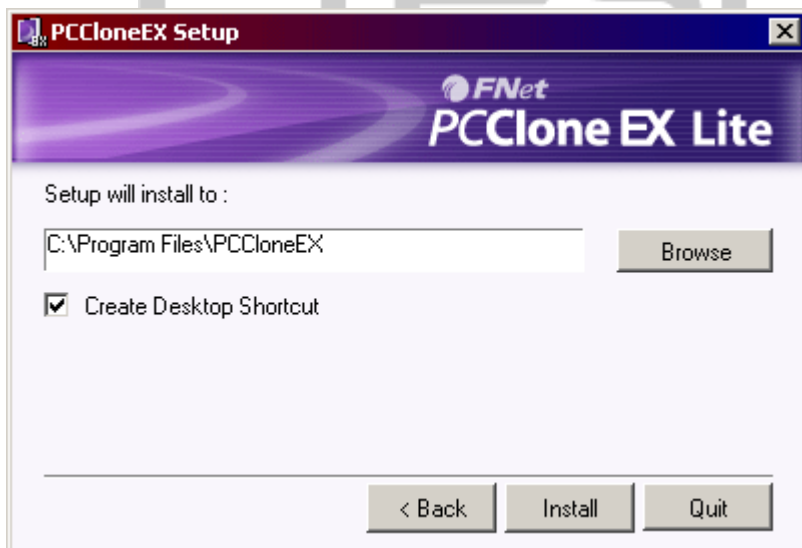 PCCloneEX Setup
FNet
PCClone EX Lite
Setup will install to :
C:\Program Files\PCCloneEX
Browse
Create Desktop Shortcut
< Back
Install
Quit